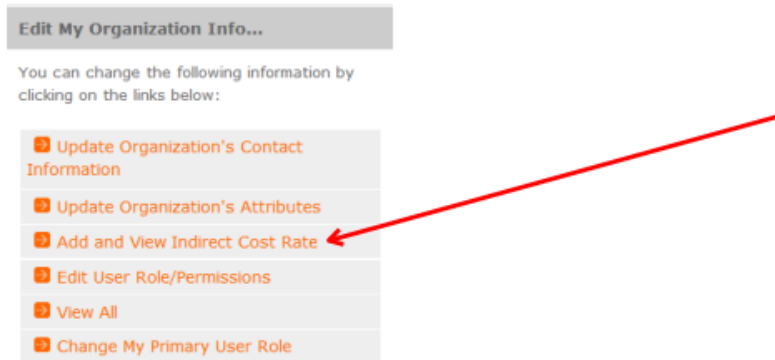 Edit My Organization Info...
You can change the following information by
clicking on the links below:
Update Organization's Contact
Information
Update Organization's Attributes
Add and View Indirect Cost Rate
Edit User Role/Permissions
View All
Change My Primary User Role